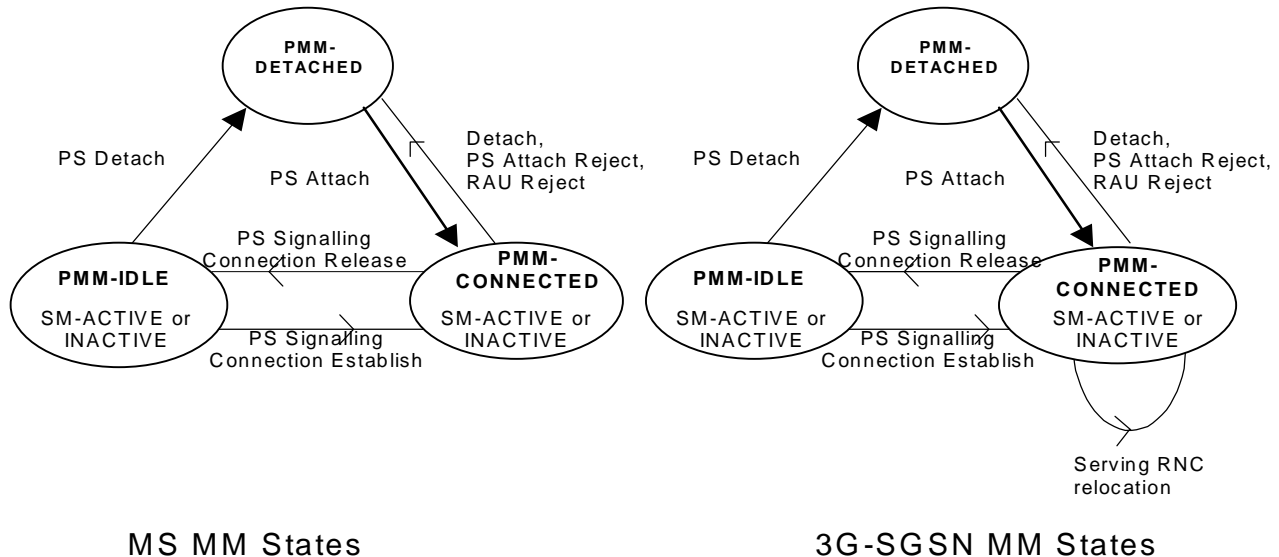 PMM-
DETACHED
PS Detach
PS Attach
Detach,
PS Attach Reject,
RAU Reject
PS Signalling
Connection Release
PMM-IDLE
SM-ACTIVE or
INACTIVE
PMM-
CONNECTED
SM-ACTIVE or
INACTIVE
PS Signalling
Connection Establish
MS MM States
PMM-
DETACHED
PS Detach
PS Attach
Detach,
PS Attach Reject,
RAU Reject
PS Signalling
Connection Release
PMM-IDLE
SM-ACTIVE or
INACTIVE
PMM-
CONNECTED
SM-ACTIVE or
INACTIVE
PS Signalling
Connection Establish
Serving RNC
relocation
3G-SGSN MM States